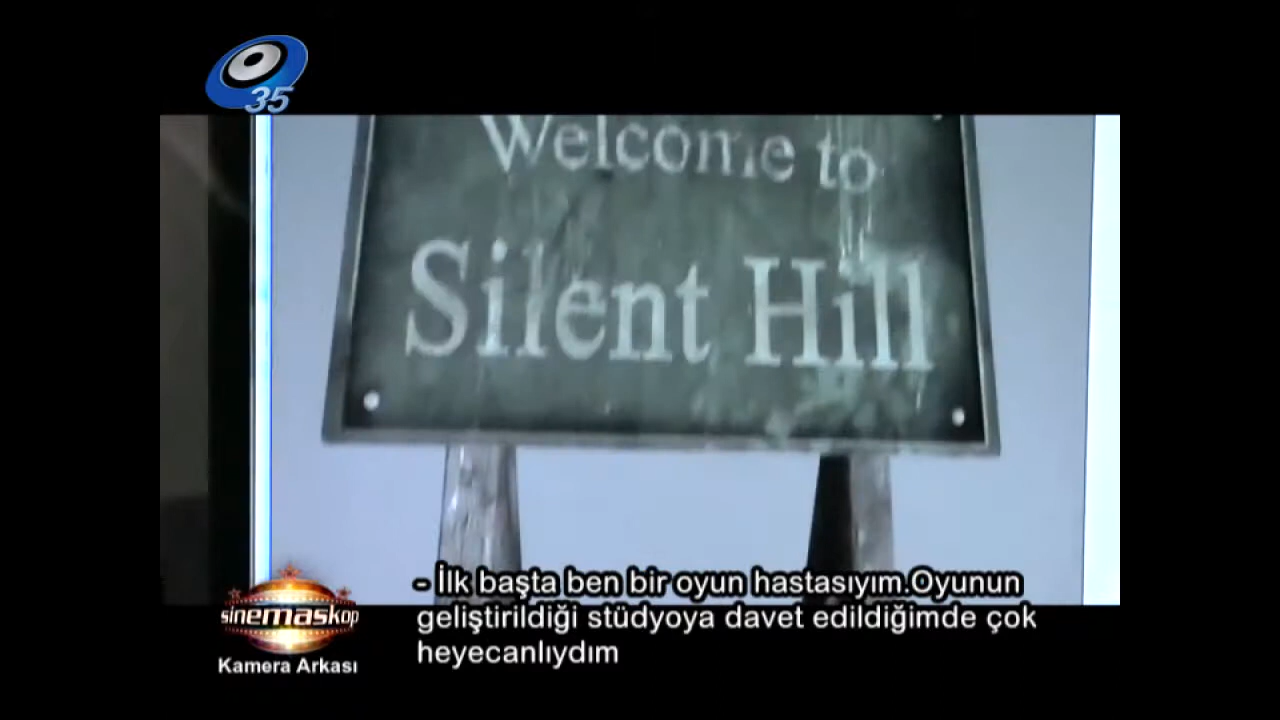 35
Welcome to
Silent Hill
sinemaskop
Kamera Arkası
- İlk başta ben bir oyun hastasıyım.Oyunun
geliştirildiği stüdyoya davet edildiğimde çok
heyecanlıydım